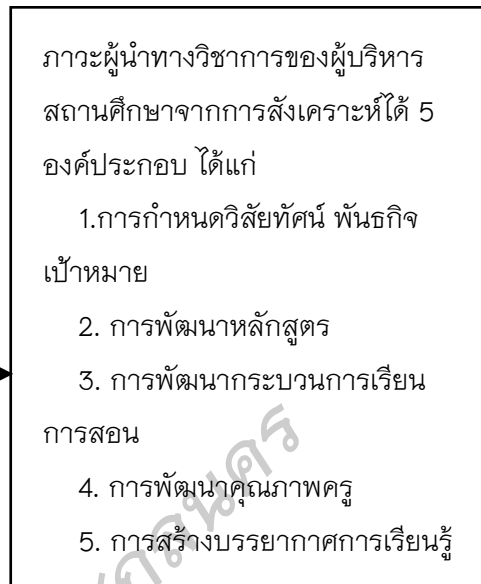 ภาวะผู้นำทางวิชาการของผู้บริหาร
สถานศึกษาจากการสังเคราะห์ได้ 5
องค์ประกอบ ได้แก่
1.การกำหนดวิสัยทัศน์ พันธกิจ
เป้าหมาย
2. การพัฒนาหลักสูตร
3. การพัฒนากระบวนการเรียน
การสอน
4. การพัฒนาคุณภาพครู
5. การสร้างบรรยากาศการเรียนรู้